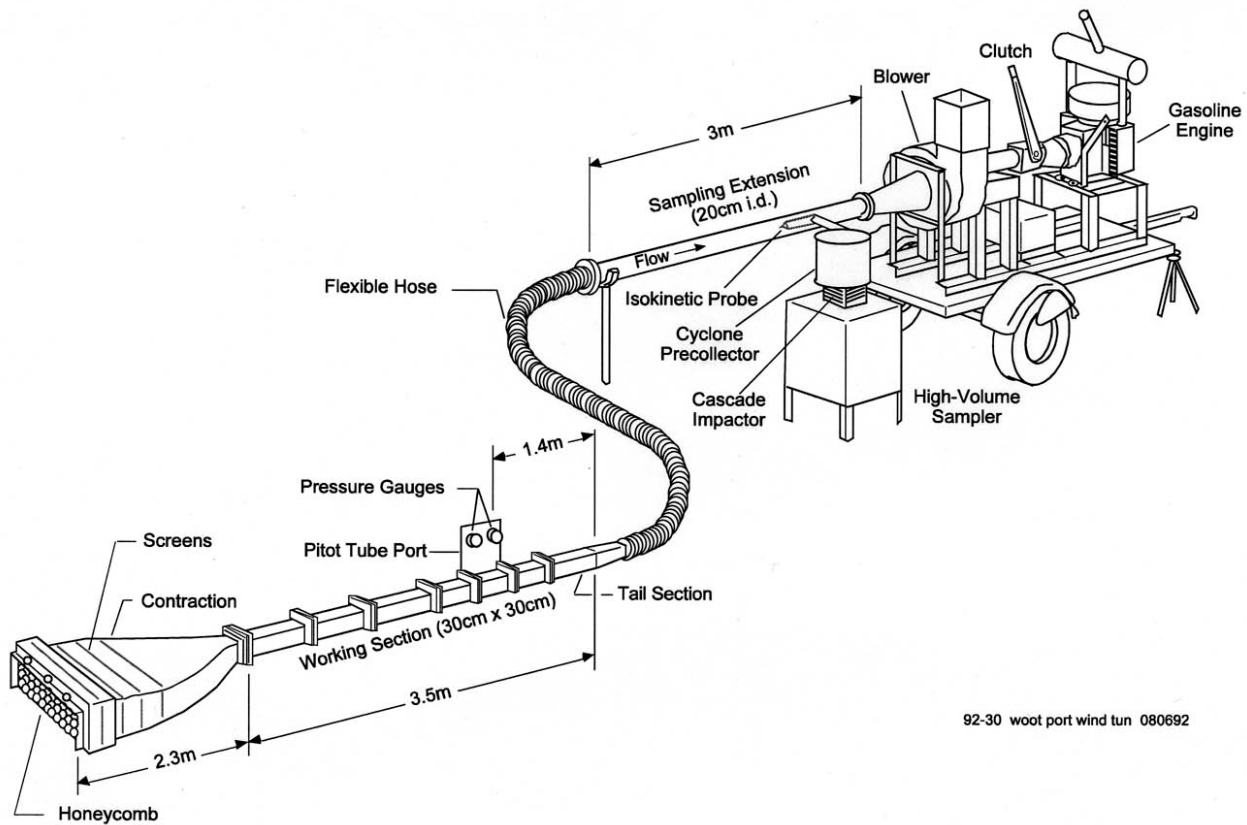 Clutch
Blower
Gasoline
Engine
3m
Sampling Extension
(20cm i.d.)
Flow
Flexible Hose
Isokinetic Probe
Cyclone
Precollector
Cascade
Impactor
High-Volume
Sampler
1.4m
Pressure Gauges
Screens
Pitot Tube Port
Contraction
Tail Section
Working Section (30cm x 30cm)
3.5m
2.3m
Honeycomb
92-30 woot port wind tun 080692